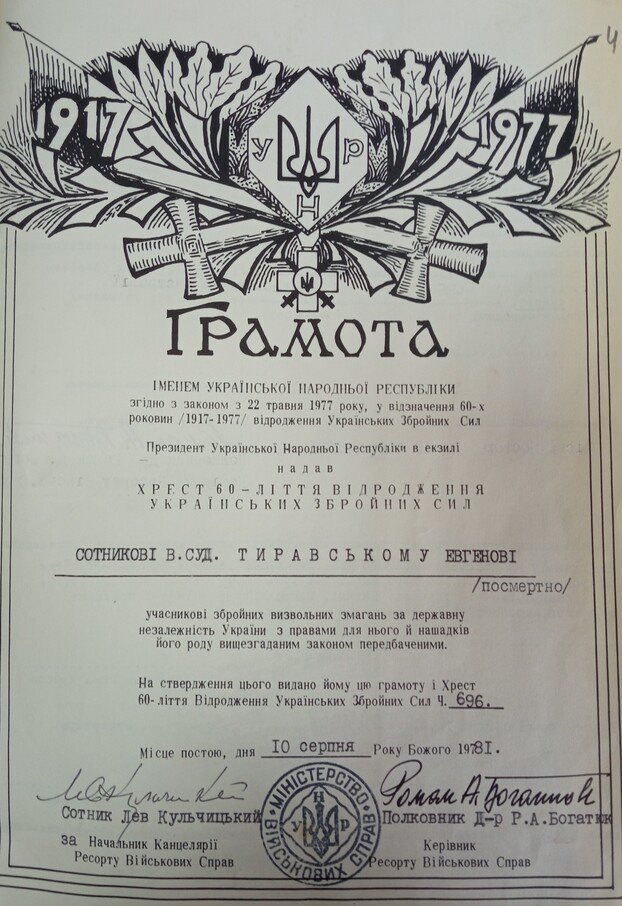 4
1917 1977
У Н Р
Грамота
ІМЕНЕМ УКРАЇНСЬКОЇ НАРОДНЬОЇ РЕСПУБЛІКИ
згідно з законом з 22 травня 1977 року, у відзначення 60-х
роковин /1917-1977/ відродження Українських Збройних Сил
Президент Української Народньої Республіки в екзилі
надав
ХРЕСТ 60-ЛІТТЯ ВІДРОДЖЕННЯ
УКРАЇНСЬКИХ ЗБРОЙНИХ СИЛ
СОТНИКОВІ В.СУД. ТИРАВСЬКОМУ ЕВГЕНОВІ
/посмертно/
учасникові збройних визвольних змагань за державну
незалежність України з правами для нього й нашадків
його роду вищезгаданим законом передбаченими.
На ствердження цього видано йому цю грамоту і Хрест
60-ліття Відродження Українських Збройних Сил Ч. 696.
Місце постою, дня 10 серпня Року Божого 1981.
Роман А. Богатюк
Сотник Лев Кульчицький Полковник Д-р Р.А.Богатюк
за Начальник Канцелярії Керівник
Ресорту Військових Справ Ресорту Військових Справ
МІНІСТЕРСТВО ВІЙСЬКОВИХ СПРАВ
У Н Р